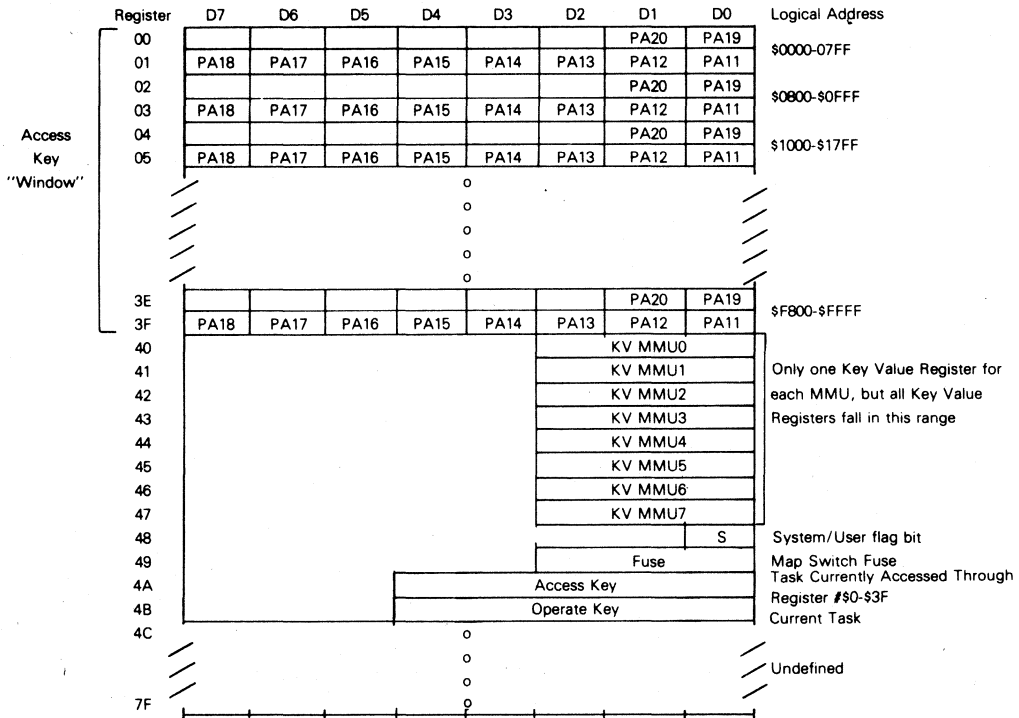 Register D7 D6 D5 D4 D3 D2 D1 D0 Logical Address
00 PA20 PA19
$0000-07FF
01 PA18 PA17 PA16 PA15 PA14 PA13 PA12 PA11
02 PA20 PA19
$0800-$0FFF
03 PA18 PA17 PA16 PA15 PA14 PA13 PA12 PA11
Access
04 PA20 PA19
$1000-$17FF
Key
05 PA18 PA17 PA16 PA15 PA14 PA13 PA12 PA11
"Window"
o
o
o
o
o
3E PA20 PA19
$F800-$FFFF
3F PA18 PA17 PA16 PA15 PA14 PA13 PA12 PA11
40 KV MMU0
41 KV MMU1 Only one Key Value Register for
42 KV MMU2 each MMU, but all Key Value
43 KV MMU3 Registers fall in this range
44 KV MMU4
45 KV MMU5
46 KV MMU6
47 KV MMU7
48 S System/User flag bit
49 Fuse Map Switch Fuse
4A Access Key Task Currently Accessed Through
Register #$0-$3F
4B Operate Key Current Task
4C o
o
Undefined
o
7F o